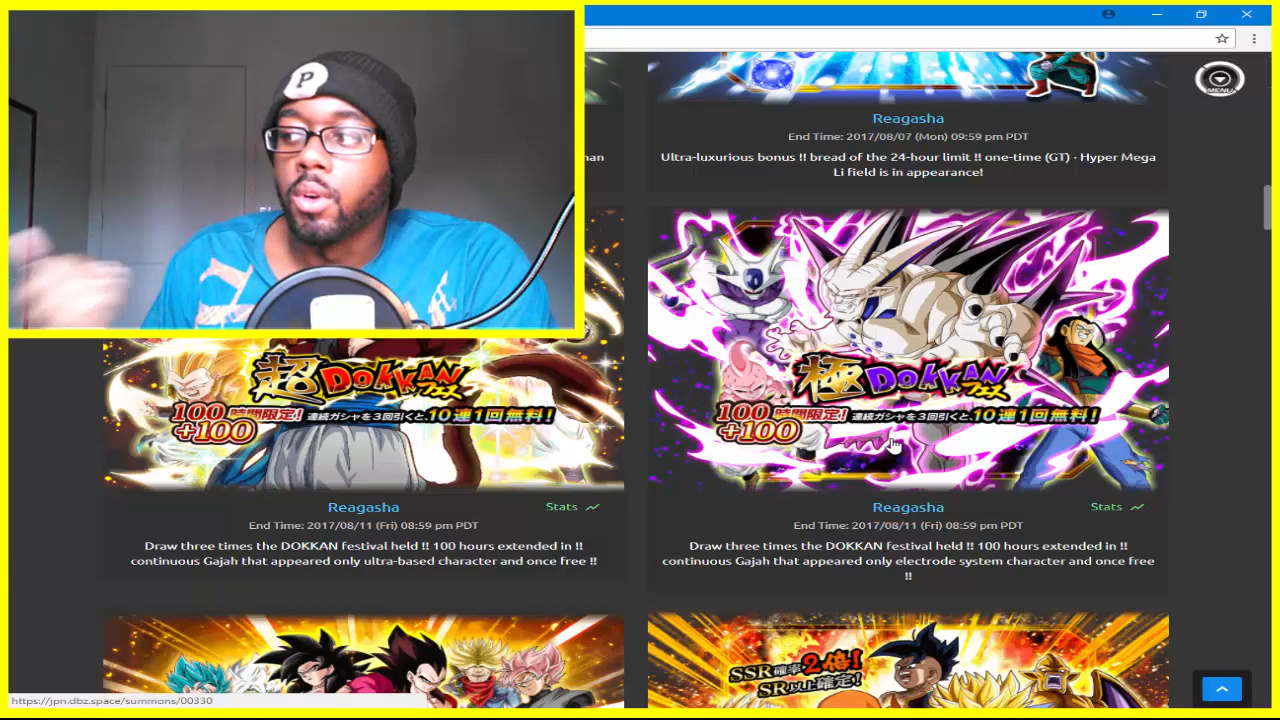 P
MENU
Reagasha
End Time: 2017/08/07 (Mon) 09:59 pm PDT
Ultra-luxurious bonus !! bread of the 24-hour limit !! one-time (GT) · Hyper Mega
Li field is in appearance!
超DOKKANフェス
100時間限定!
+100
連続ガシャを3回引くと、10連1回無料!
極DOKKANフェス
100時間限定!
+100
連続ガシャを3回引くと、10連1回無料!
Reagasha
Stats
End Time: 2017/08/11 (Fri) 08:59 pm PDT
Draw three times the DOKKAN festival held !! 100 hours extended in !!
continuous Gajah that appeared only ultra-based character and once free !!
Reagasha
Stats
End Time: 2017/08/11 (Fri) 08:59 pm PDT
Draw three times the DOKKAN festival held !! 100 hours extended in !!
continuous Gajah that appeared only electrode system character and once free
!!
SSR確率2倍!
SR以上確定!
https://jpn.dbz.space/summons/00330